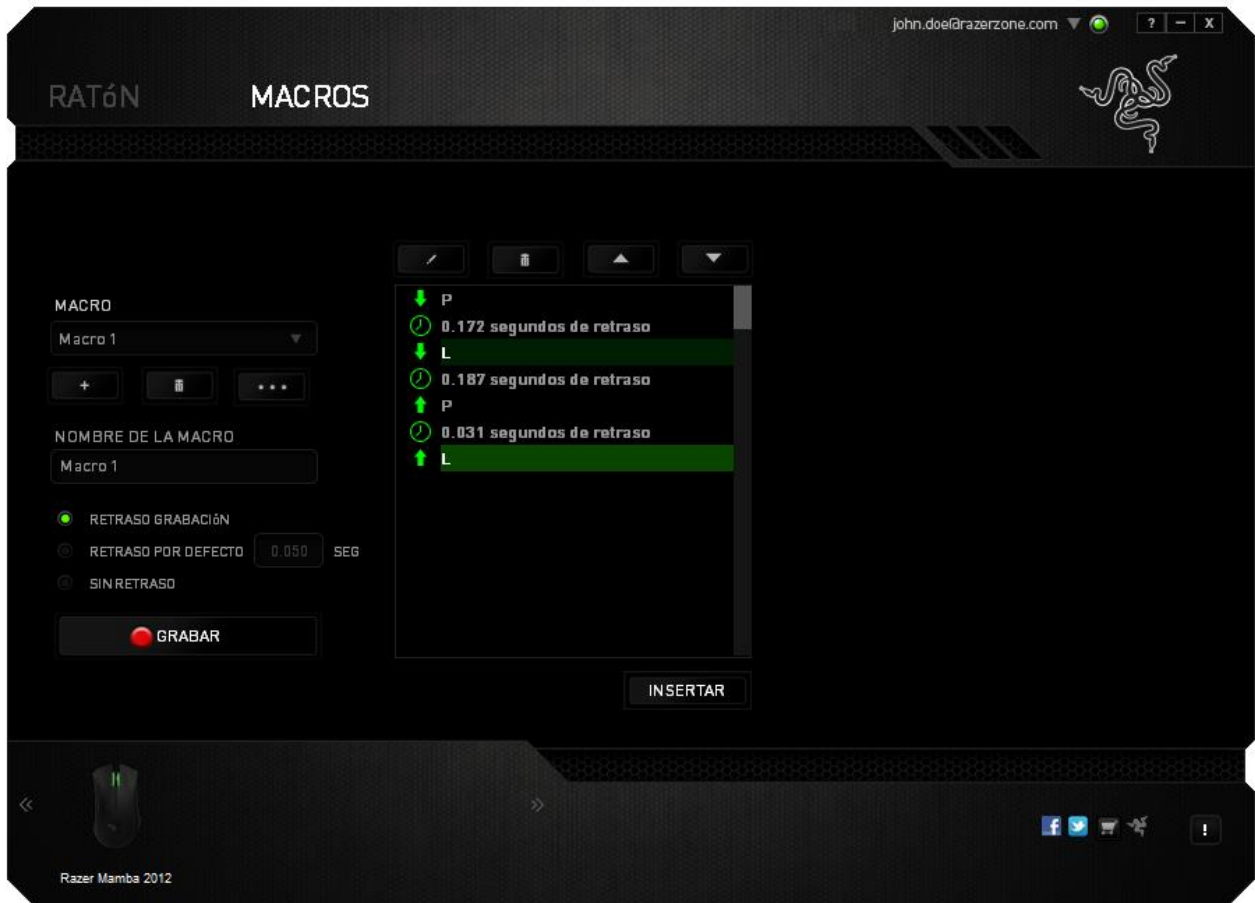 john.doe@razerzone.com
? — X
RATóN MACROS
MACRO
Macro 1
+
NOMBRE DE LA MACRO
Macro 1
RETRASO GRABACIóN
RETRASO POR DEFECTO 0.050 SEG
SIN RETRASO
GRABAR
P
0.172 segundos de retraso
L
0.187 segundos de retraso
P
0.031 segundos de retraso
L
INSERTAR
Razer Mamba 2012
!